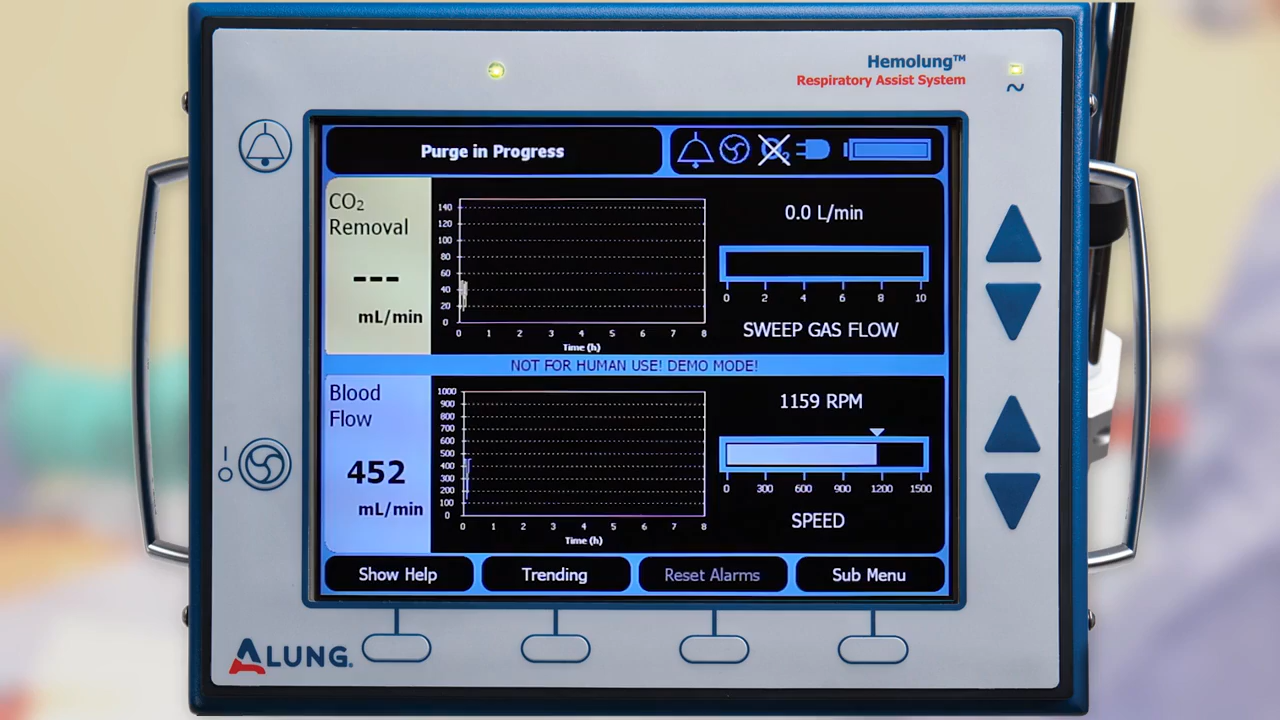 Hemolung™
Respiratory Assist System
~
Purge in Progress
CO₂
Removal
---
mL/min
140
120
100
80
60
40
20
0
0 1 2 3 4 5 6 7 8
Time (h)
0.0 L/min
0 2 4 6 8 10
SWEEP GAS FLOW
NOT FOR HUMAN USE! DEMO MODE!
Blood
Flow
452
mL/min
1000
900
800
700
600
500
400
300
200
100
0
0 1 2 3 4 5 6 7 8
Time (h)
1159 RPM
0 300 600 900 1200 1500
SPEED
Show Help Trending Reset Alarms Sub Menu
ALUNG®